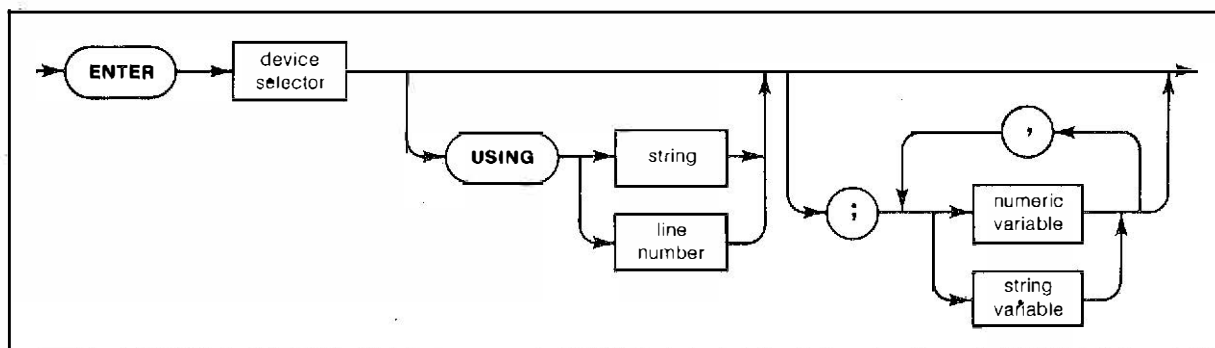 ENTER
device
selector
USING
string
line
number
;
,
numeric
variable
string
variable